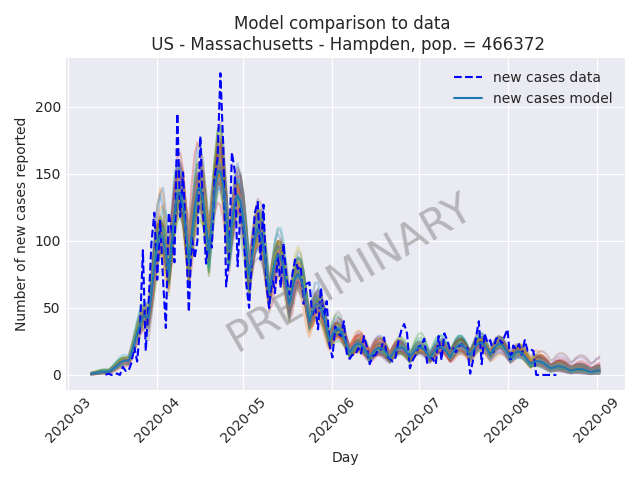 Model comparison to data
US - Massachusetts - Hampden, pop. = 466372
new cases data
new cases model
Number of new cases reported
200
150
100
50
0
PRELIMINARY
2020-03
2020-04
2020-05
2020-06
2020-07
2020-08
2020-09
Day